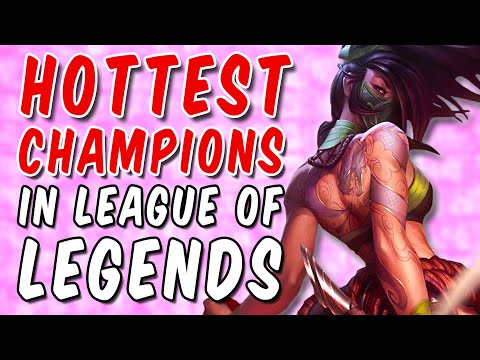 HOTTEST
CHAMPIONS
IN LEAGUE OF
LEGENDS